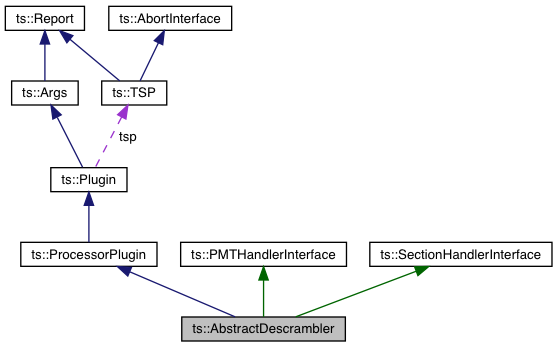 ts::Report
ts::AbortInterface
ts::Args
ts::TSP
tsp
ts::Plugin
ts::ProcessorPlugin
ts::PMTHandlerInterface
ts::SectionHandlerInterface
ts::AbstractDescrambler